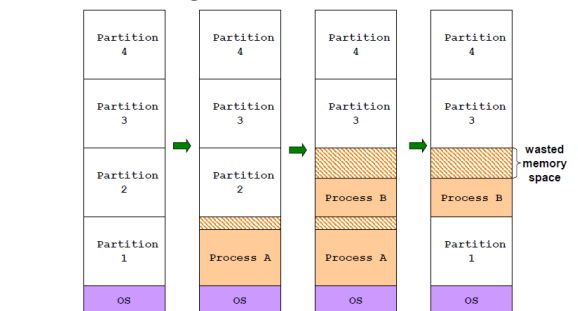 Partition
4
Partition
3
Partition
2
Partition
1
OS
Partition
4
Partition
3
Partition
2
Process A
OS
Partition
4
Partition
3
Process B
Process A
OS
Partition
4
Partition
3
Process B
Partition
1
OS
wasted
memory
space